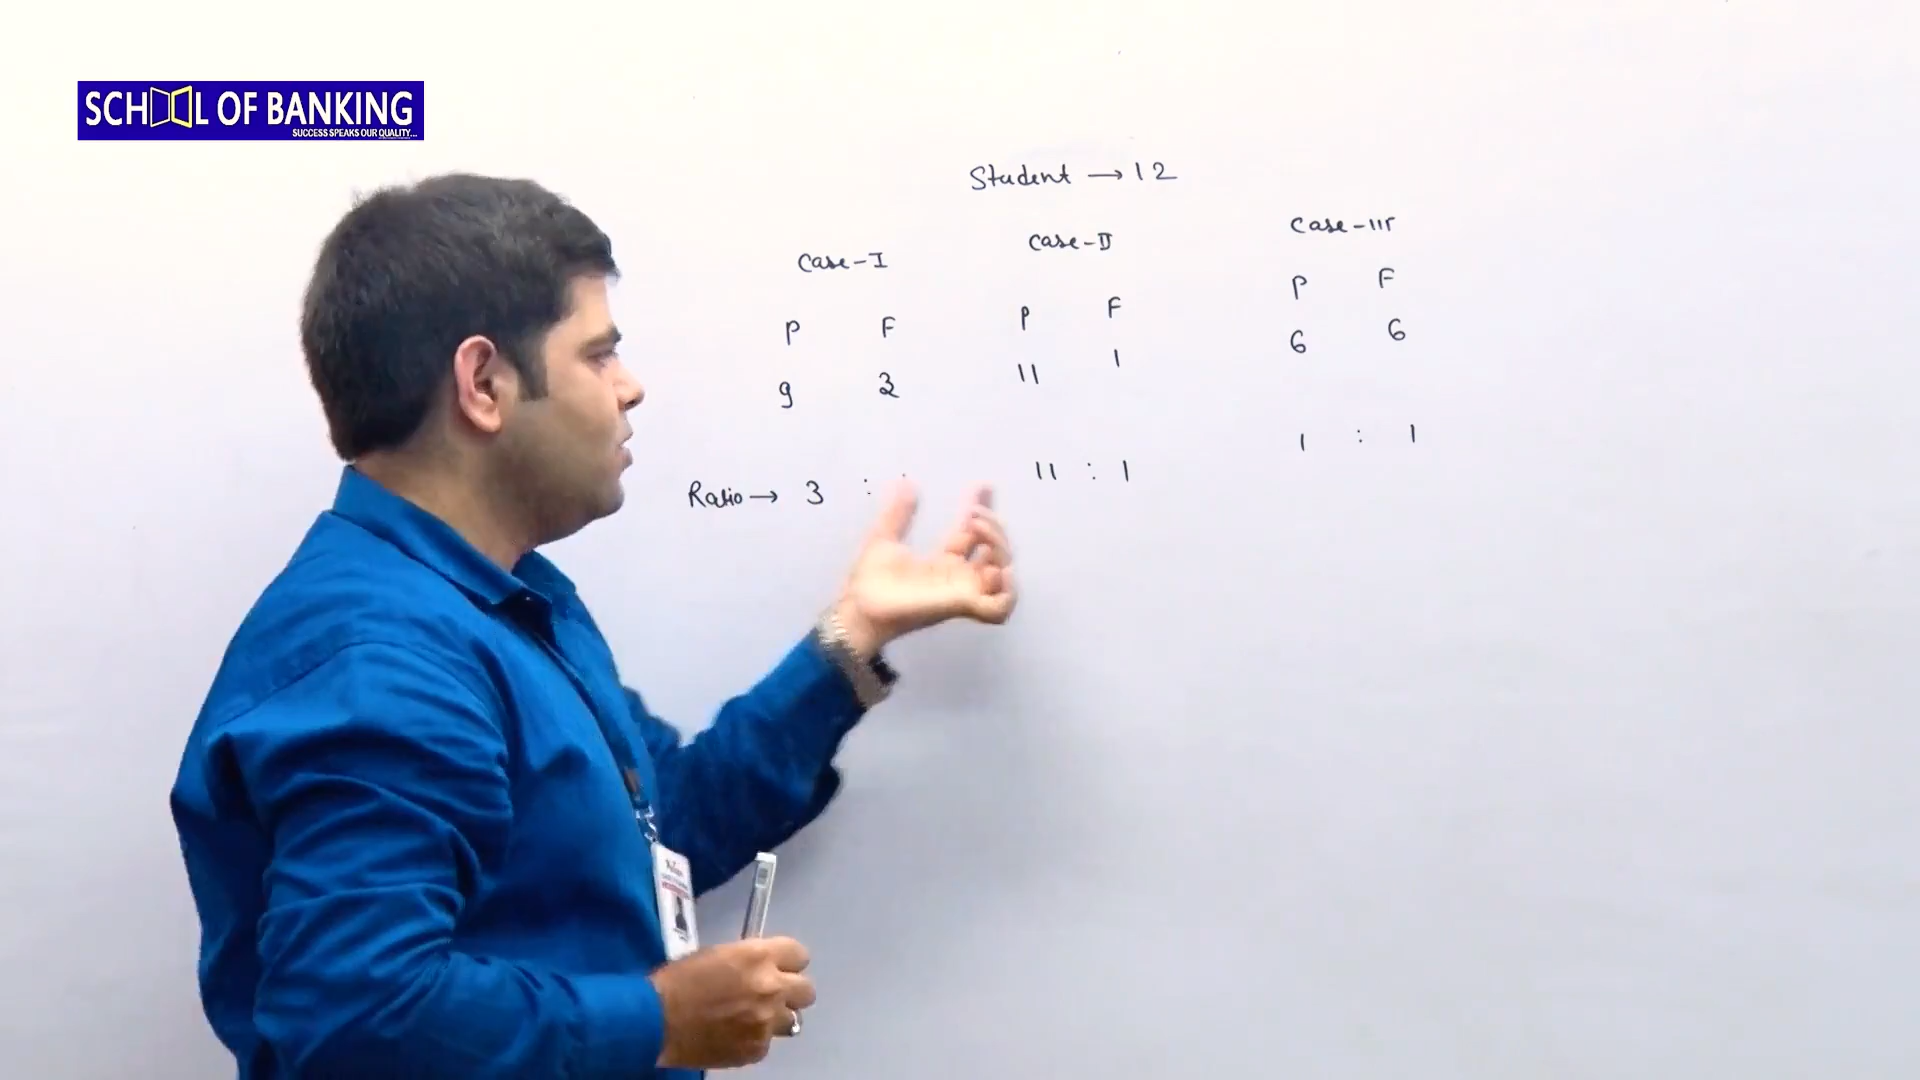 SCHOOL OF BANKING
SUCCESS SPEAKS OUR QUALITY...
Student → 12
Case-I Case-II Case-III
P F P F P F
9 3 11 1 6 6
Ratio → 3 : 11 : 1 1 : 1